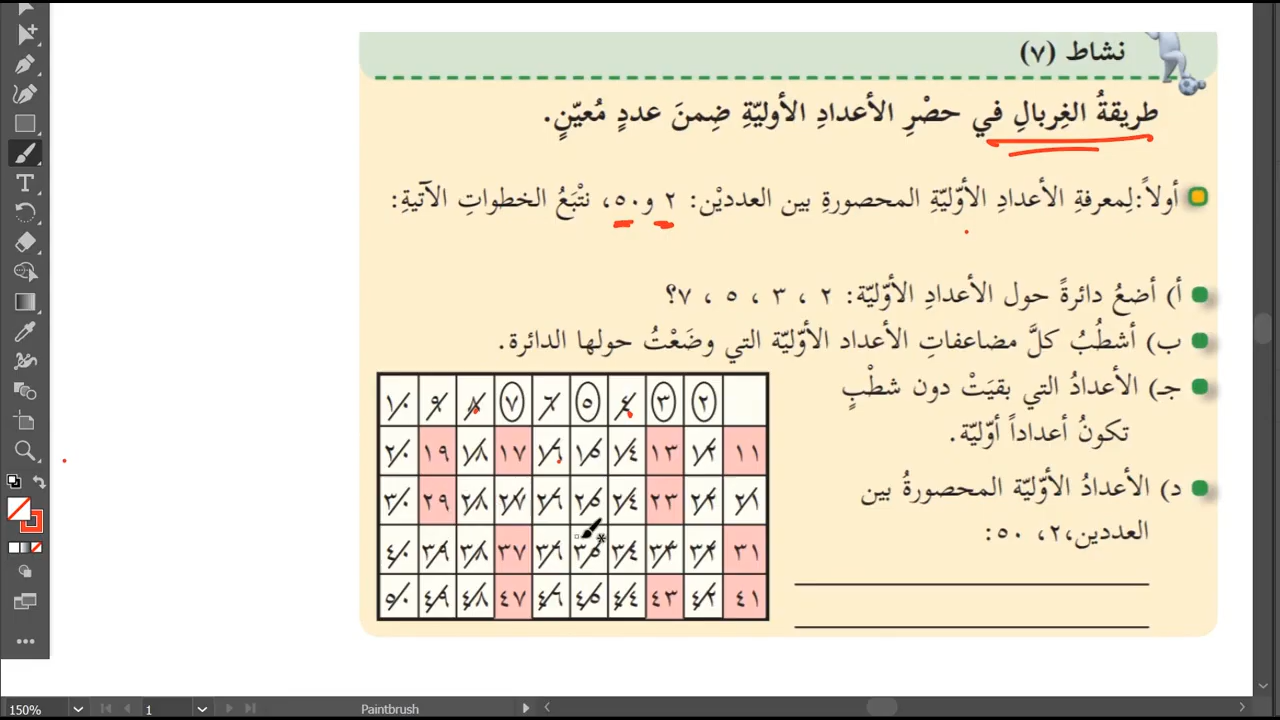 نشاط (٧)
طريقةُ الغِربالِ في حصْرِ الأعدادِ الأوليّةِ ضِمنَ عددٍ مُعيّنٍ.
أولاً: لِمعرفةِ الأعدادِ الأوّليّةِ المحصورةِ بين العدديْن: ٢ و٥٠، نتْبَعُ الخطواتِ الآتيةِ:
أ) أضعُ دائرةً حول الأعدادِ الأوّليّة: ٢ ، ٣ ، ٥ ، ٧؟
ب) أشطُبُ كلَّ مضاعفاتِ الأعداد الأوّليّة التي وضَعْتُ حولها الدائرة.
جـ) الأعدادُ التي بقيَتْ دون شطْبٍ
تكونُ أعداداً أوّليّة.
د) الأعدادُ الأوّليّة المحصورةُ بين
العددين،٢، ٥٠:
٢ ٣ ٤ ٥ ٦ ٧ ٨ ٩ ١٠
١١ ١٢ ١٣ ١٤ ١٥ ١٦ ١٧ ١٨ ١٩ ٢٠
٢١ ٢٢ ٢٣ ٢٤ ٢٥ ٢٦ ٢٧ ٢٨ ٢٩ ٣٠
٣١ ٣٢ ٣٣ ٣٤ ٣٥ ٣٦ ٣٧ ٣٨ ٣٩ ٤٠
٤١ ٤٢ ٤٣ ٤٤ ٤٥ ٤٦ ٤٧ ٤٨ ٤٩ ٥٠
150% 1 Paintbrush